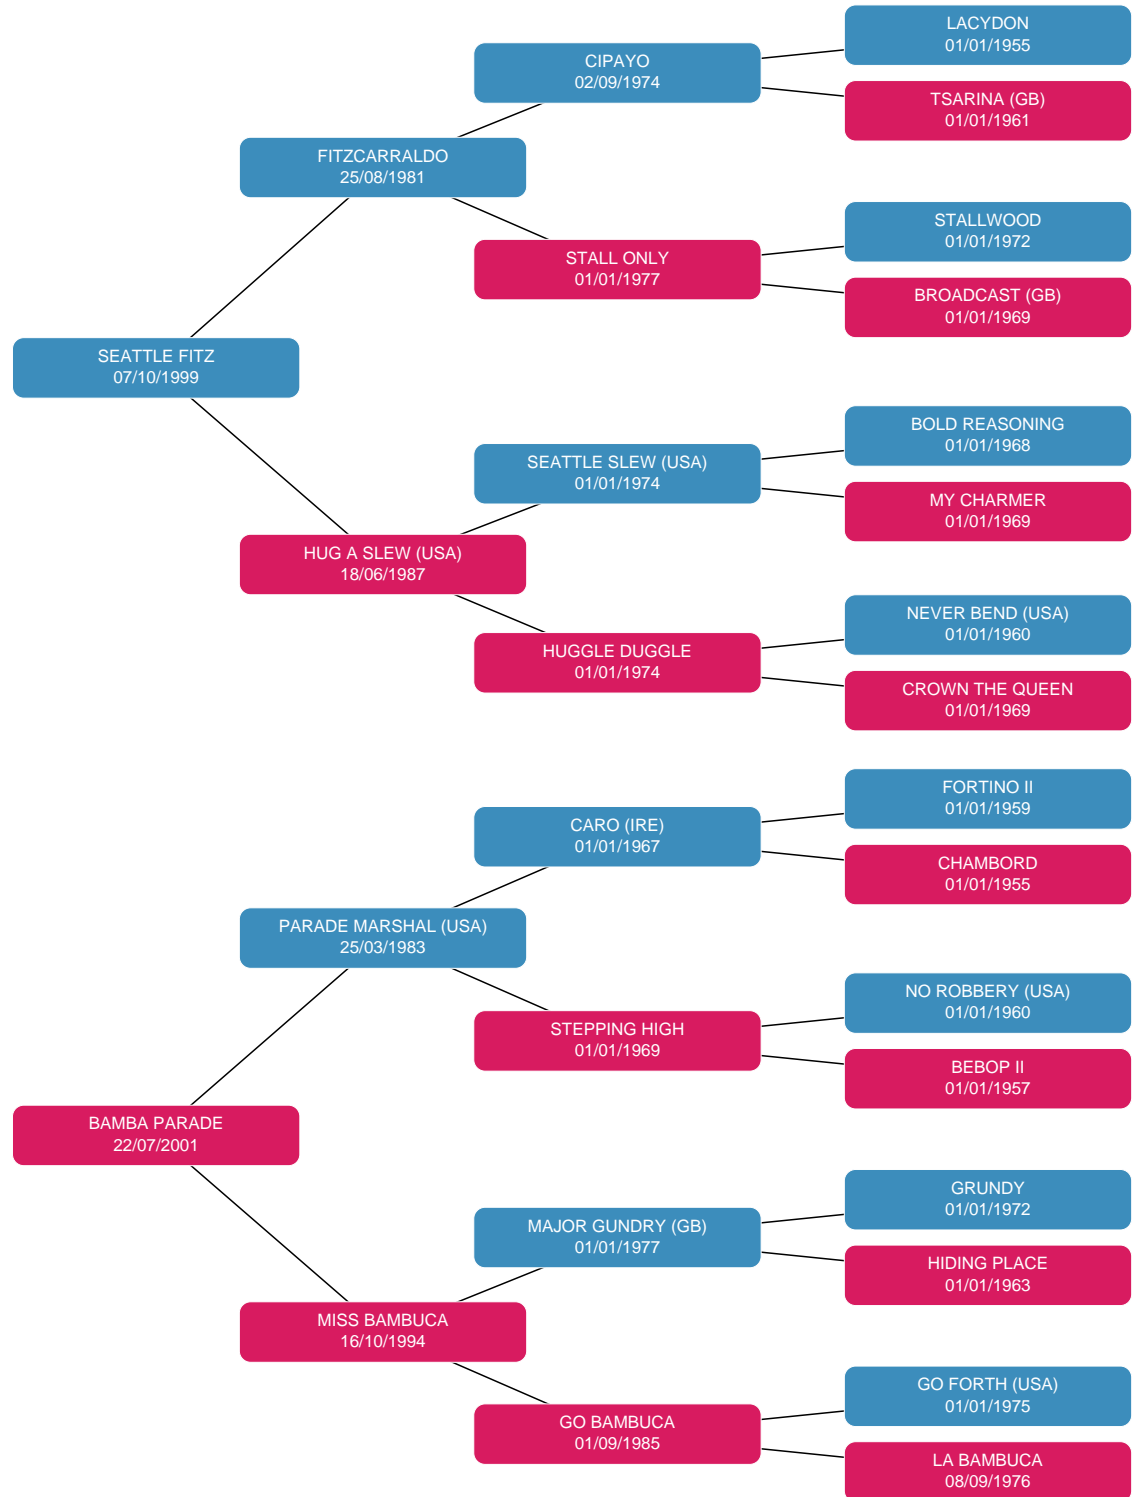 LACYDON
01/01/1955
CIPAYO
02/09/1974
TSARINA (GB)
01/01/1961
FITZCARRALDO
25/08/1981
STALLWOOD
01/01/1972
STALL ONLY
01/01/1977
BROADCAST (GB)
01/01/1969
SEATTLE FITZ
07/10/1999
BOLD REASONING
01/01/1968
SEATTLE SLEW (USA)
01/01/1974
MY CHARMER
01/01/1969
HUG A SLEW (USA)
18/06/1987
NEVER BEND (USA)
01/01/1960
HUGGLE DUGGLE
01/01/1974
CROWN THE QUEEN
01/01/1969
FORTINO II
01/01/1959
CARO (IRE)
01/01/1967
CHAMBORD
01/01/1955
PARADE MARSHAL (USA)
25/03/1983
NO ROBBERY (USA)
01/01/1960
STEPPING HIGH
01/01/1969
BEBOP II
01/01/1957
BAMBA PARADE
22/07/2001
GRUNDY
01/01/1972
MAJOR GUNDRY (GB)
01/01/1977
HIDING PLACE
01/01/1963
MISS BAMBUCA
16/10/1994
GO FORTH (USA)
01/01/1975
GO BAMBUCA
01/09/1985
LA BAMBUCA
08/09/1976